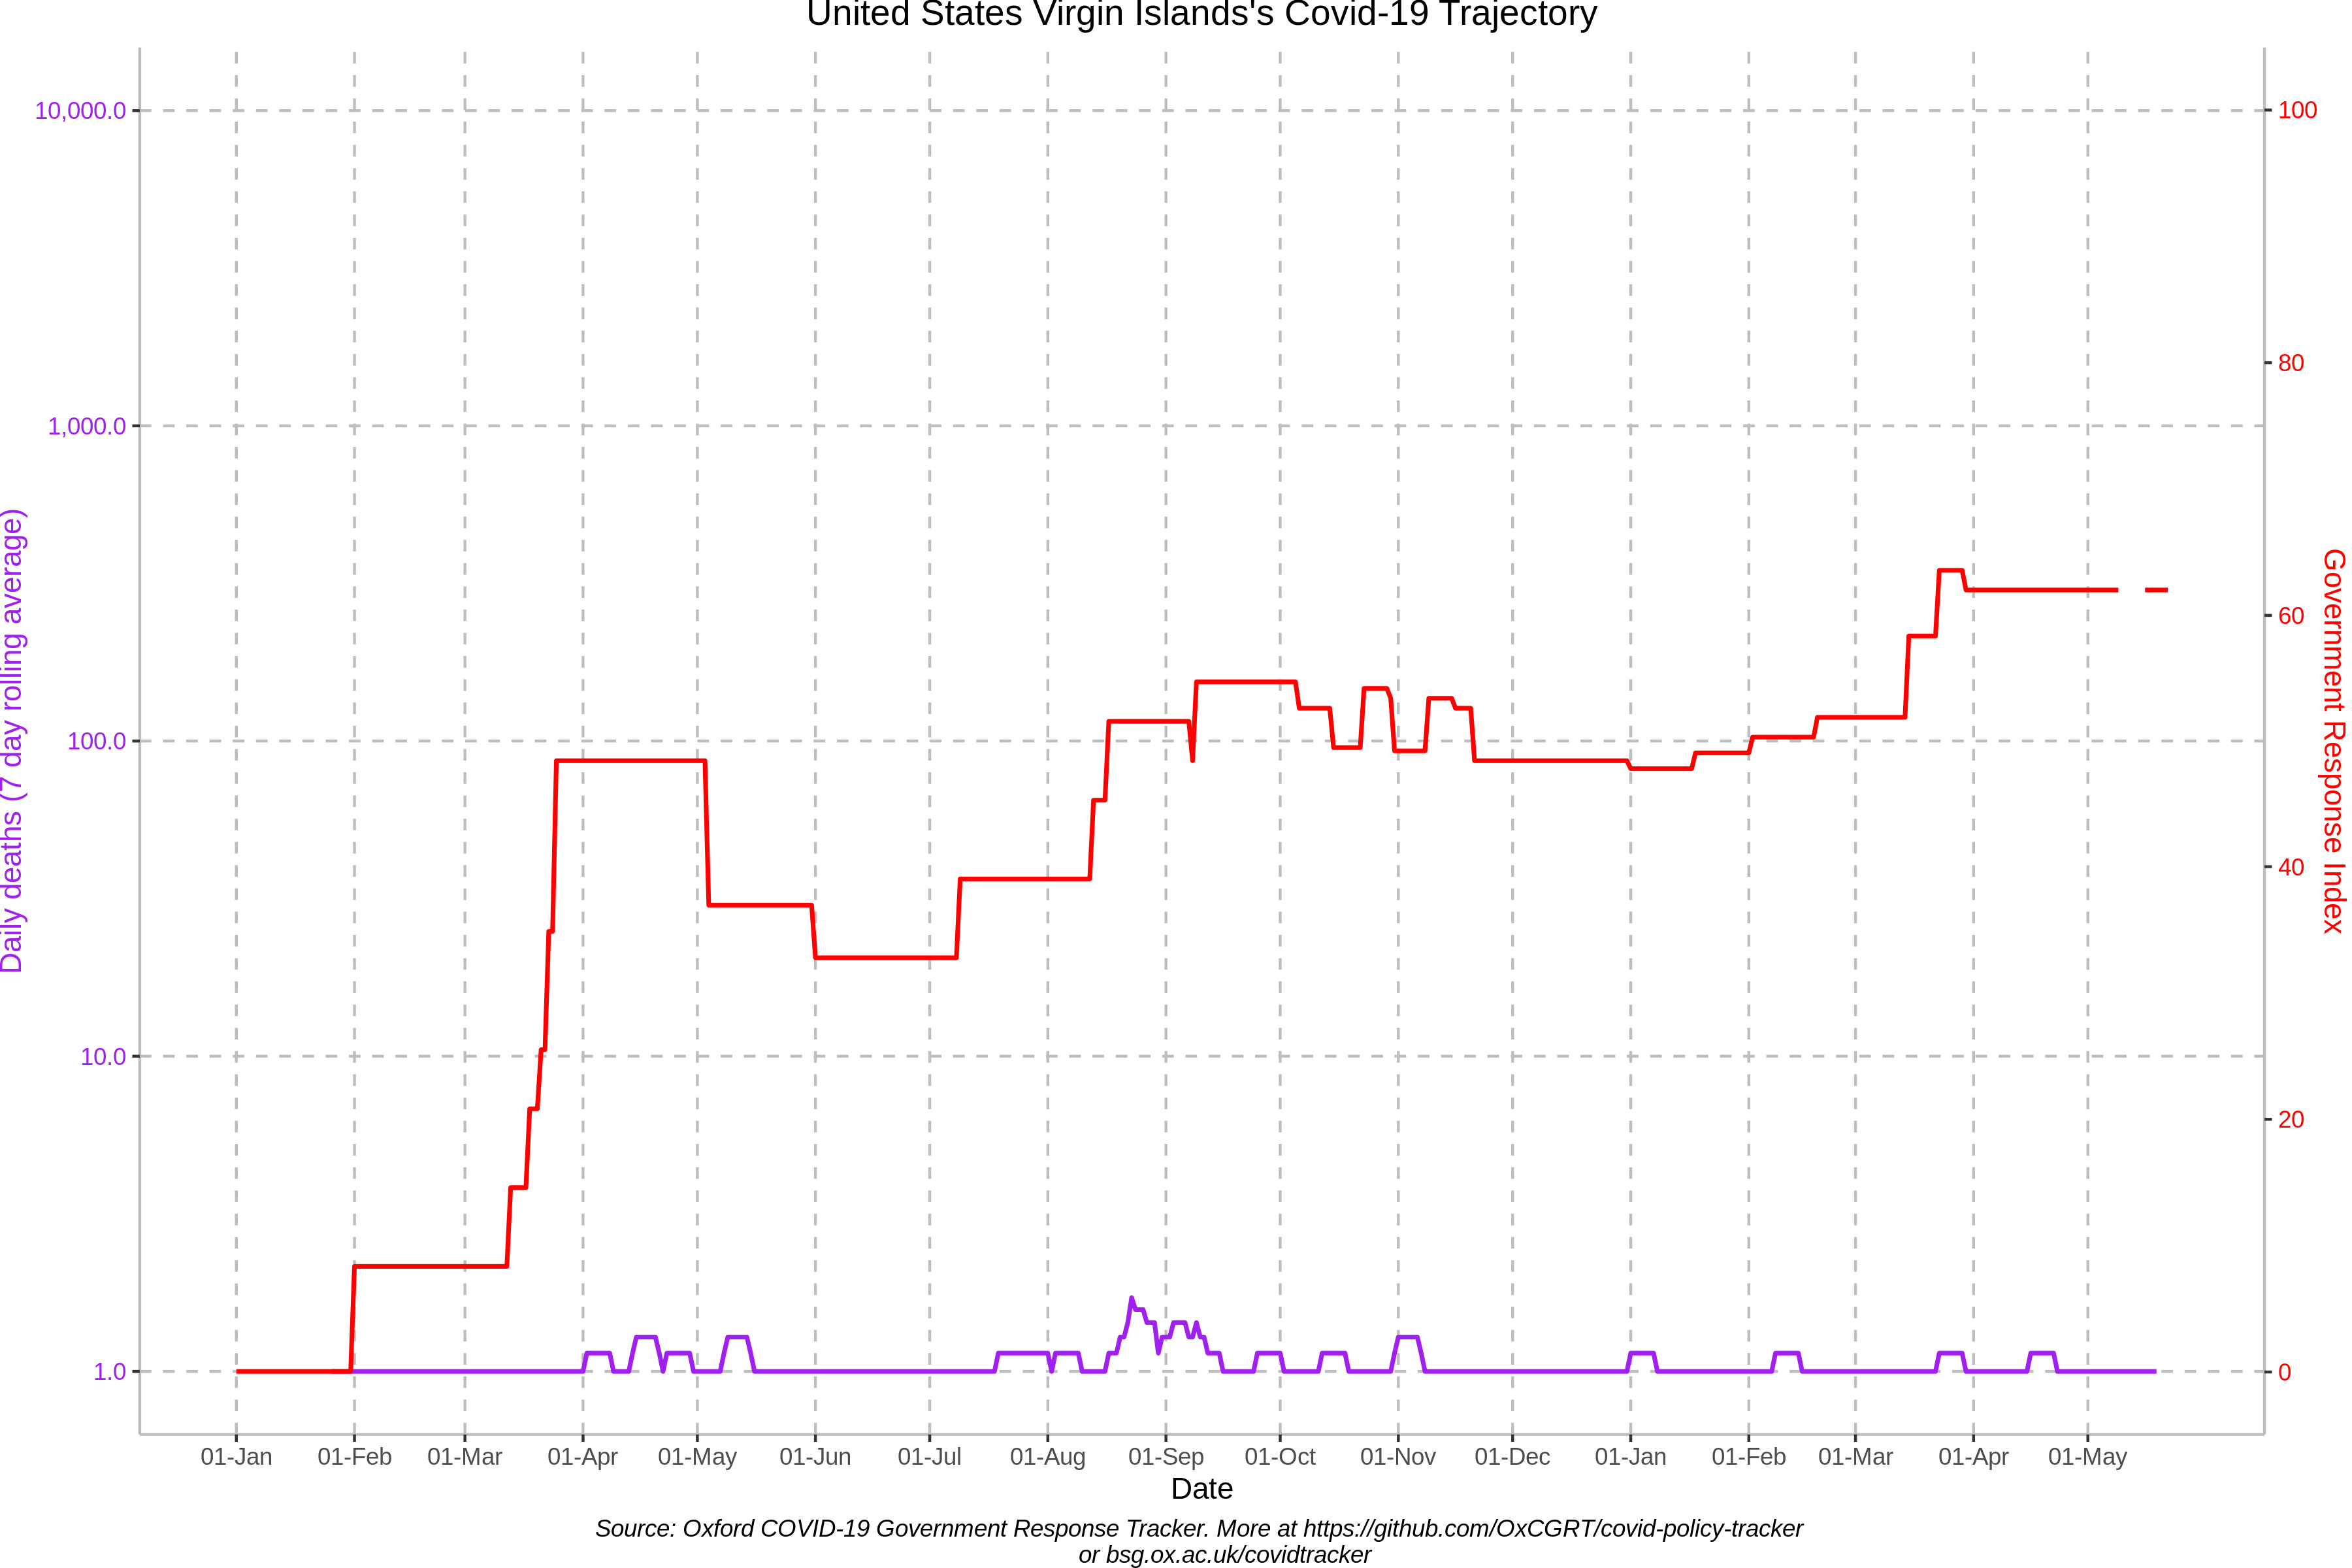 United States Virgin Islands's Covid-19 Trajectory
10,000.0
1,000.0
100.0
10.0
1.0
Daily deaths (7 day rolling average)
100
80
60
40
20
0
Government Response Index
01-Jan 01-Feb 01-Mar 01-Apr 01-May 01-Jun 01-Jul 01-Aug 01-Sep 01-Oct 01-Nov 01-Dec 01-Jan 01-Feb 01-Mar 01-Apr 01-May
Date
Source: Oxford COVID-19 Government Response Tracker. More at https://github.com/OxCGRT/covid-policy-tracker
or bsg.ox.ac.uk/covidtracker